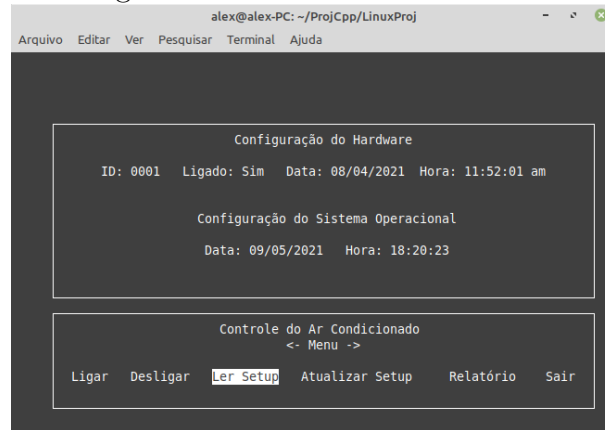 alex@alex-PC: ~/ProjCpp/LinuxProj
Arquivo Editar Ver Pesquisar Terminal Ajuda
Configuração do Hardware
ID: 0001 Ligado: Sim Data: 08/04/2021 Hora: 11:52:01 am
Configuração do Sistema Operacional
Data: 09/05/2021 Hora: 18:20:23
Controle do Ar Condicionado
<- Menu ->
Ligar Desligar Ler Setup Atualizar Setup Relatório Sair